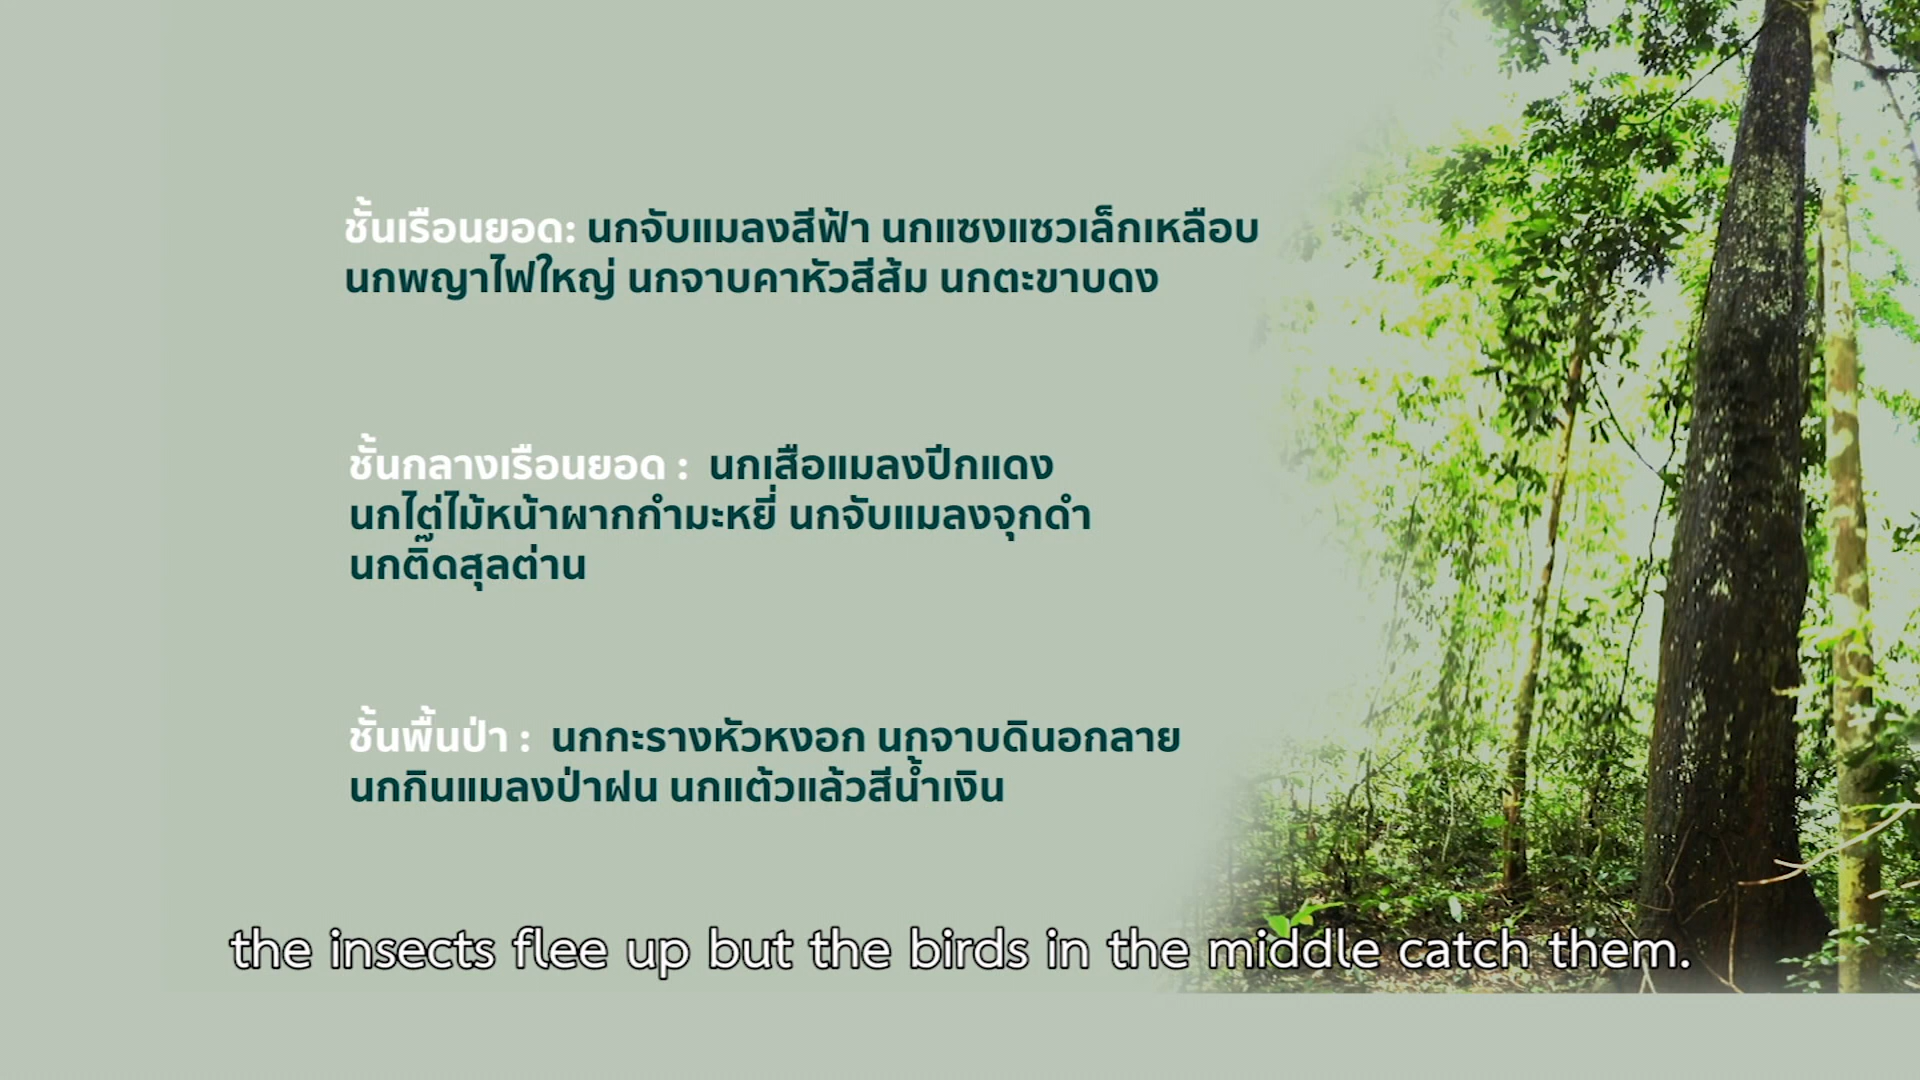 ชั้นเรือนยอด: นกจับแมลงสีฟ้า นกแซงแซวเล็กเหลือบ
นกพญาไฟใหญ่ นกจาบคาหัวสีส้ม นกตะขาบดง
ชั้นกลางเรือนยอด : นกเสือแมลงปีกแดง
นกไต่ไม้หน้าผากกำมะหยี่ นกจับแมลงจุกดำ
นกติ๊ดสุลต่าน
ชั้นพื้นป่า : นกกะรางหัวหงอก นกจาบดินอกลาย
นกกินแมลงป่าฝน นกแต้วแล้วสีน้ำเงิน
the insects flee up but the birds in the middle catch them.